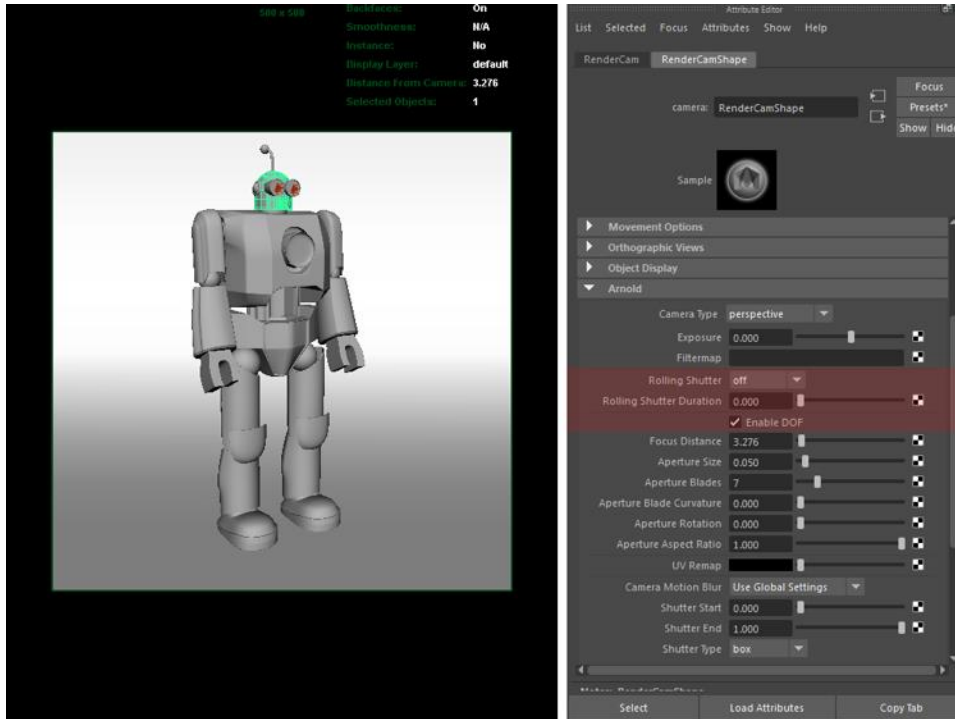 500 x 500
Backfaces: On
Smoothness: N/A
Instance: No
Display Layer: default
Distance From Camera: 3.276
Selected Objects: 1
Attribute Editor
List Selected Focus Attributes Show Help
RenderCam RenderCamShape
camera: RenderCamShape
Focus
Presets*
Show Hide
Sample
Movement Options
Orthographic Views
Object Display
Arnold
Camera Type perspective
Exposure 0.000
Filtermap
Rolling Shutter off
Rolling Shutter Duration 0.000
Enable DOF
Focus Distance 3.276
Aperture Size 0.050
Aperture Blades 7
Aperture Blade Curvature 0.000
Aperture Rotation 0.000
Aperture Aspect Ratio 1.000
UV Remap
Camera Motion Blur Use Global Settings
Shutter Start 0.000
Shutter End 1.000
Shutter Type box
Notes: RenderCamShape
Select Load Attributes Copy Tab